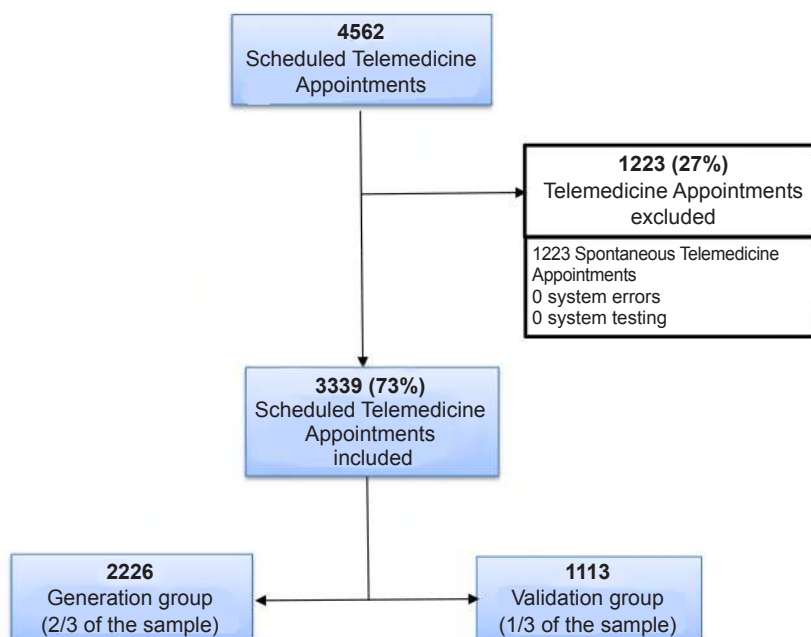 4562
Scheduled Telemedicine
Appointments
1223 (27%)
Telemedicine Appointments
excluded
1223 Spontaneous Telemedicine
Appointments
0 system errors
0 system testing
3339 (73%)
Scheduled Telemedicine
Appointments
included
2226
Generation group
(2/3 of the sample)
1113
Validation group
(1/3 of the sample)